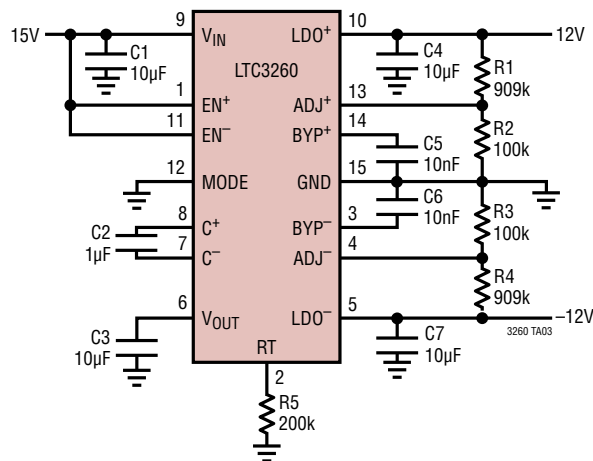 15V
9
VIN
C1
10µF
LTC3260
LDO+
10
12V
C4
10µF
R1
909k
1
EN+
ADJ+
13
11
EN−
BYP+
14
R2
100k
C5
10nF
12
MODE
GND
15
C6
10nF
8
C+
BYP−
3
R3
100k
C2
1µF
7
C−
ADJ−
4
R4
909k
6
VOUT
LDO−
5
−12V
3260 TA03
C3
10µF
RT
C7
10µF
2
R5
200k